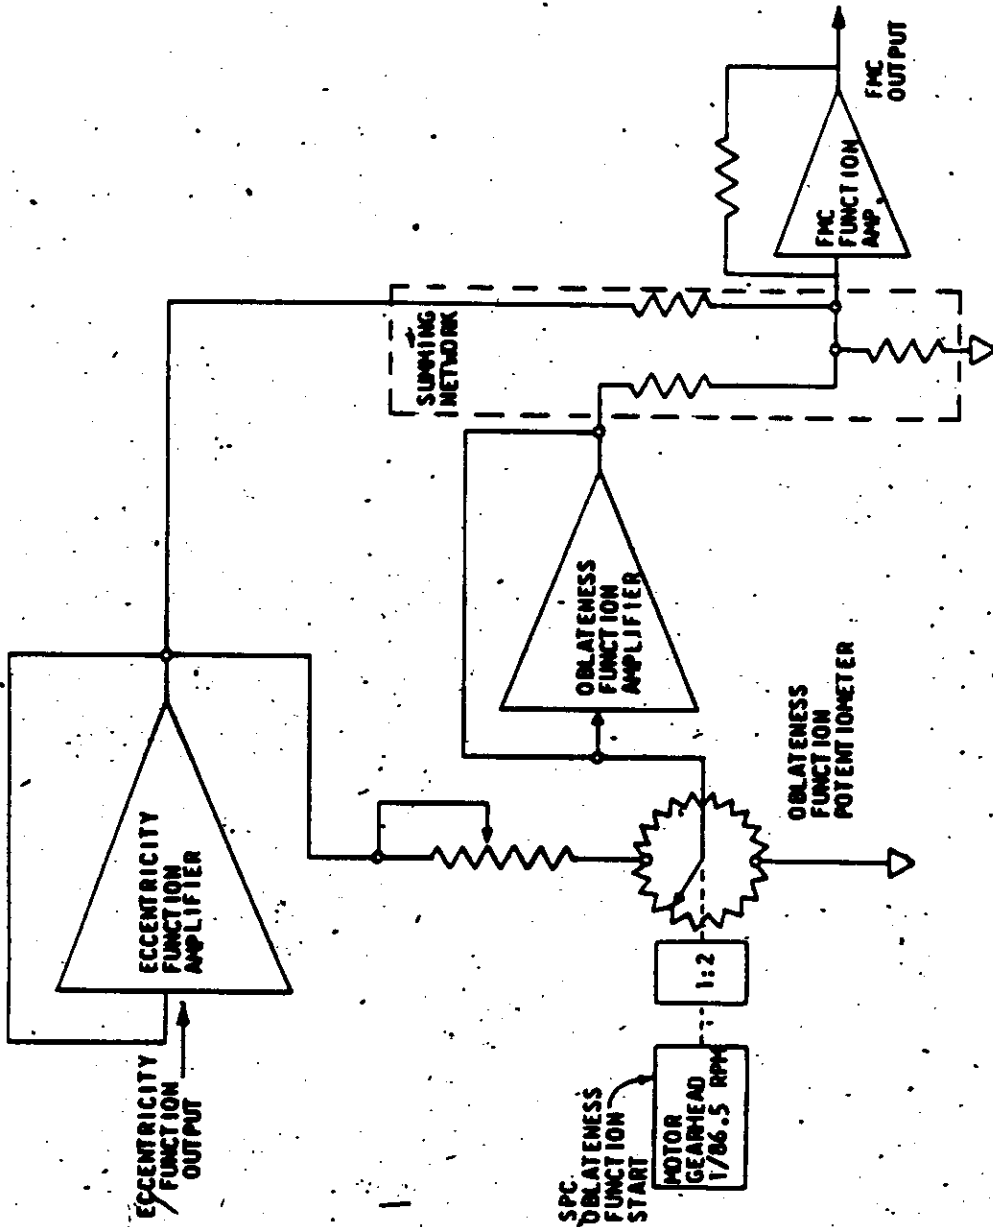 ECCENTRICITY
FUNCTION
OUTPUT
ECCENTRICITY
FUNCTION
AMPLIFIER
SPC
OBLATENESS
FUNCTION
START
MOTOR
GEARHEAD
1/86.5 RPM
1:2
OBLATENESS
FUNCTION
POTENTIOMETER
OBLATENESS
FUNCTION
AMPLIFIER
SUMMING
NETWORK
FMC
FUNCTION
AMP.
FMC
OUTPUT